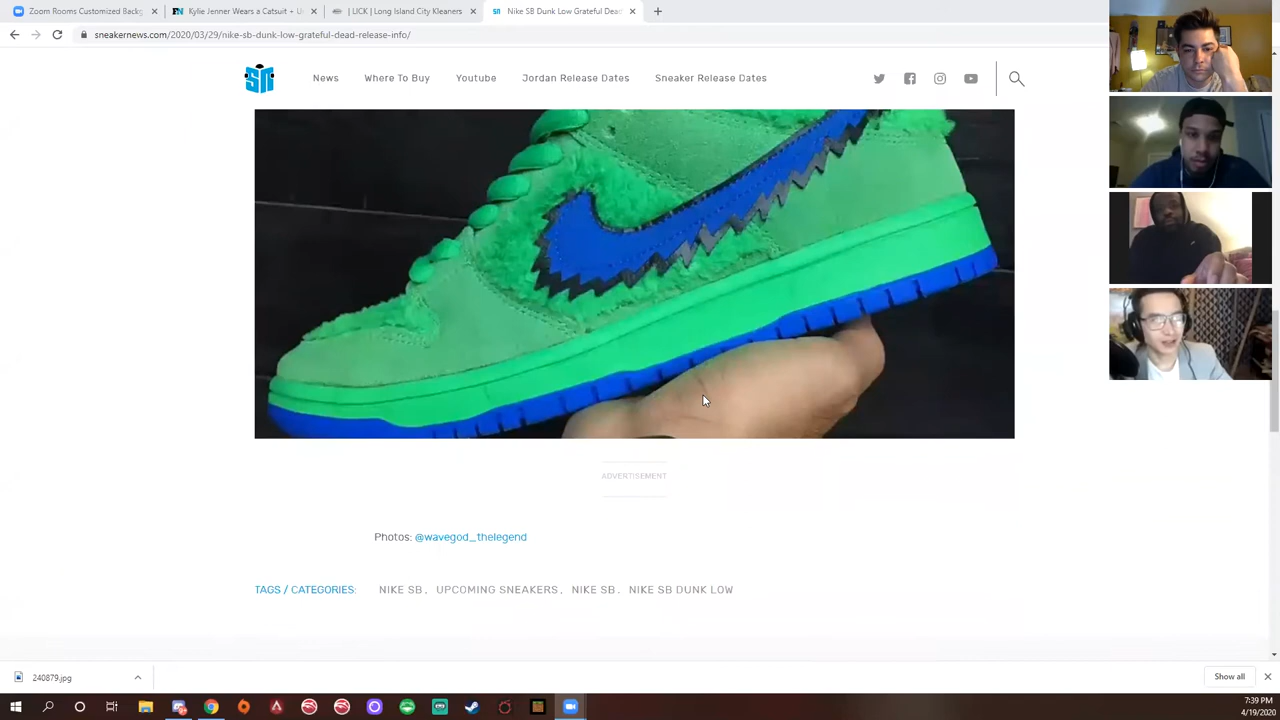 Zoom Rooms Customized Backg
Kylie Jenner Wears a Catsuit + U
| LICK | Long Island City Kleaners
Nike SB Dunk Low Grateful Dead
sneakernews.com/2020/03/29/nike-sb-dunk-low-grateful-dead-release-info/
SN
News
Where To Buy
Youtube
Jordan Release Dates
Sneaker Release Dates
ADVERTISEMENT
Photos: @wavegod_thelegend
TAGS / CATEGORIES: NIKE SB, UPCOMING SNEAKERS, NIKE SB, NIKE SB DUNK LOW
240879.jpg
Show all
7:39 PM
4/19/2020